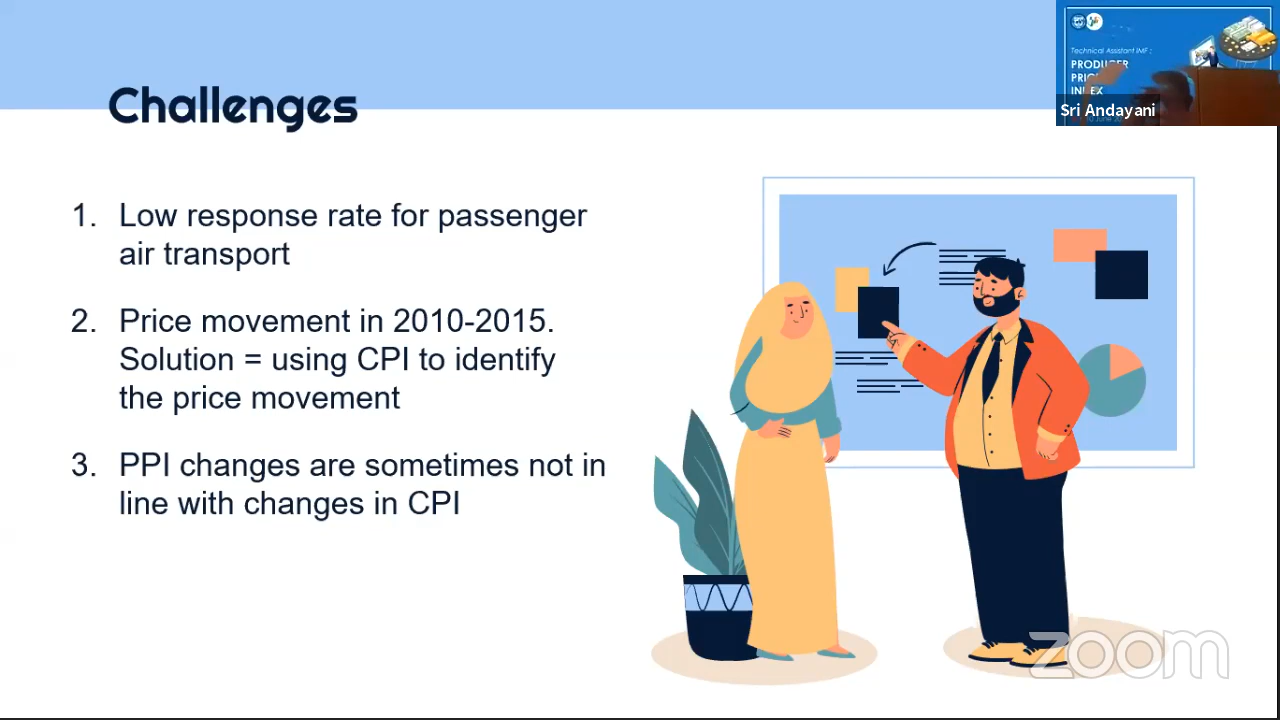 Challenges
1. Low response rate for passenger
air transport
2. Price movement in 2010-2015.
Solution = using CPI to identify
the price movement
3. PPI changes are sometimes not in
line with changes in CPI
Technical Assistant IMF :
PRODUCER
INDEX
Sri Andayani
zoom